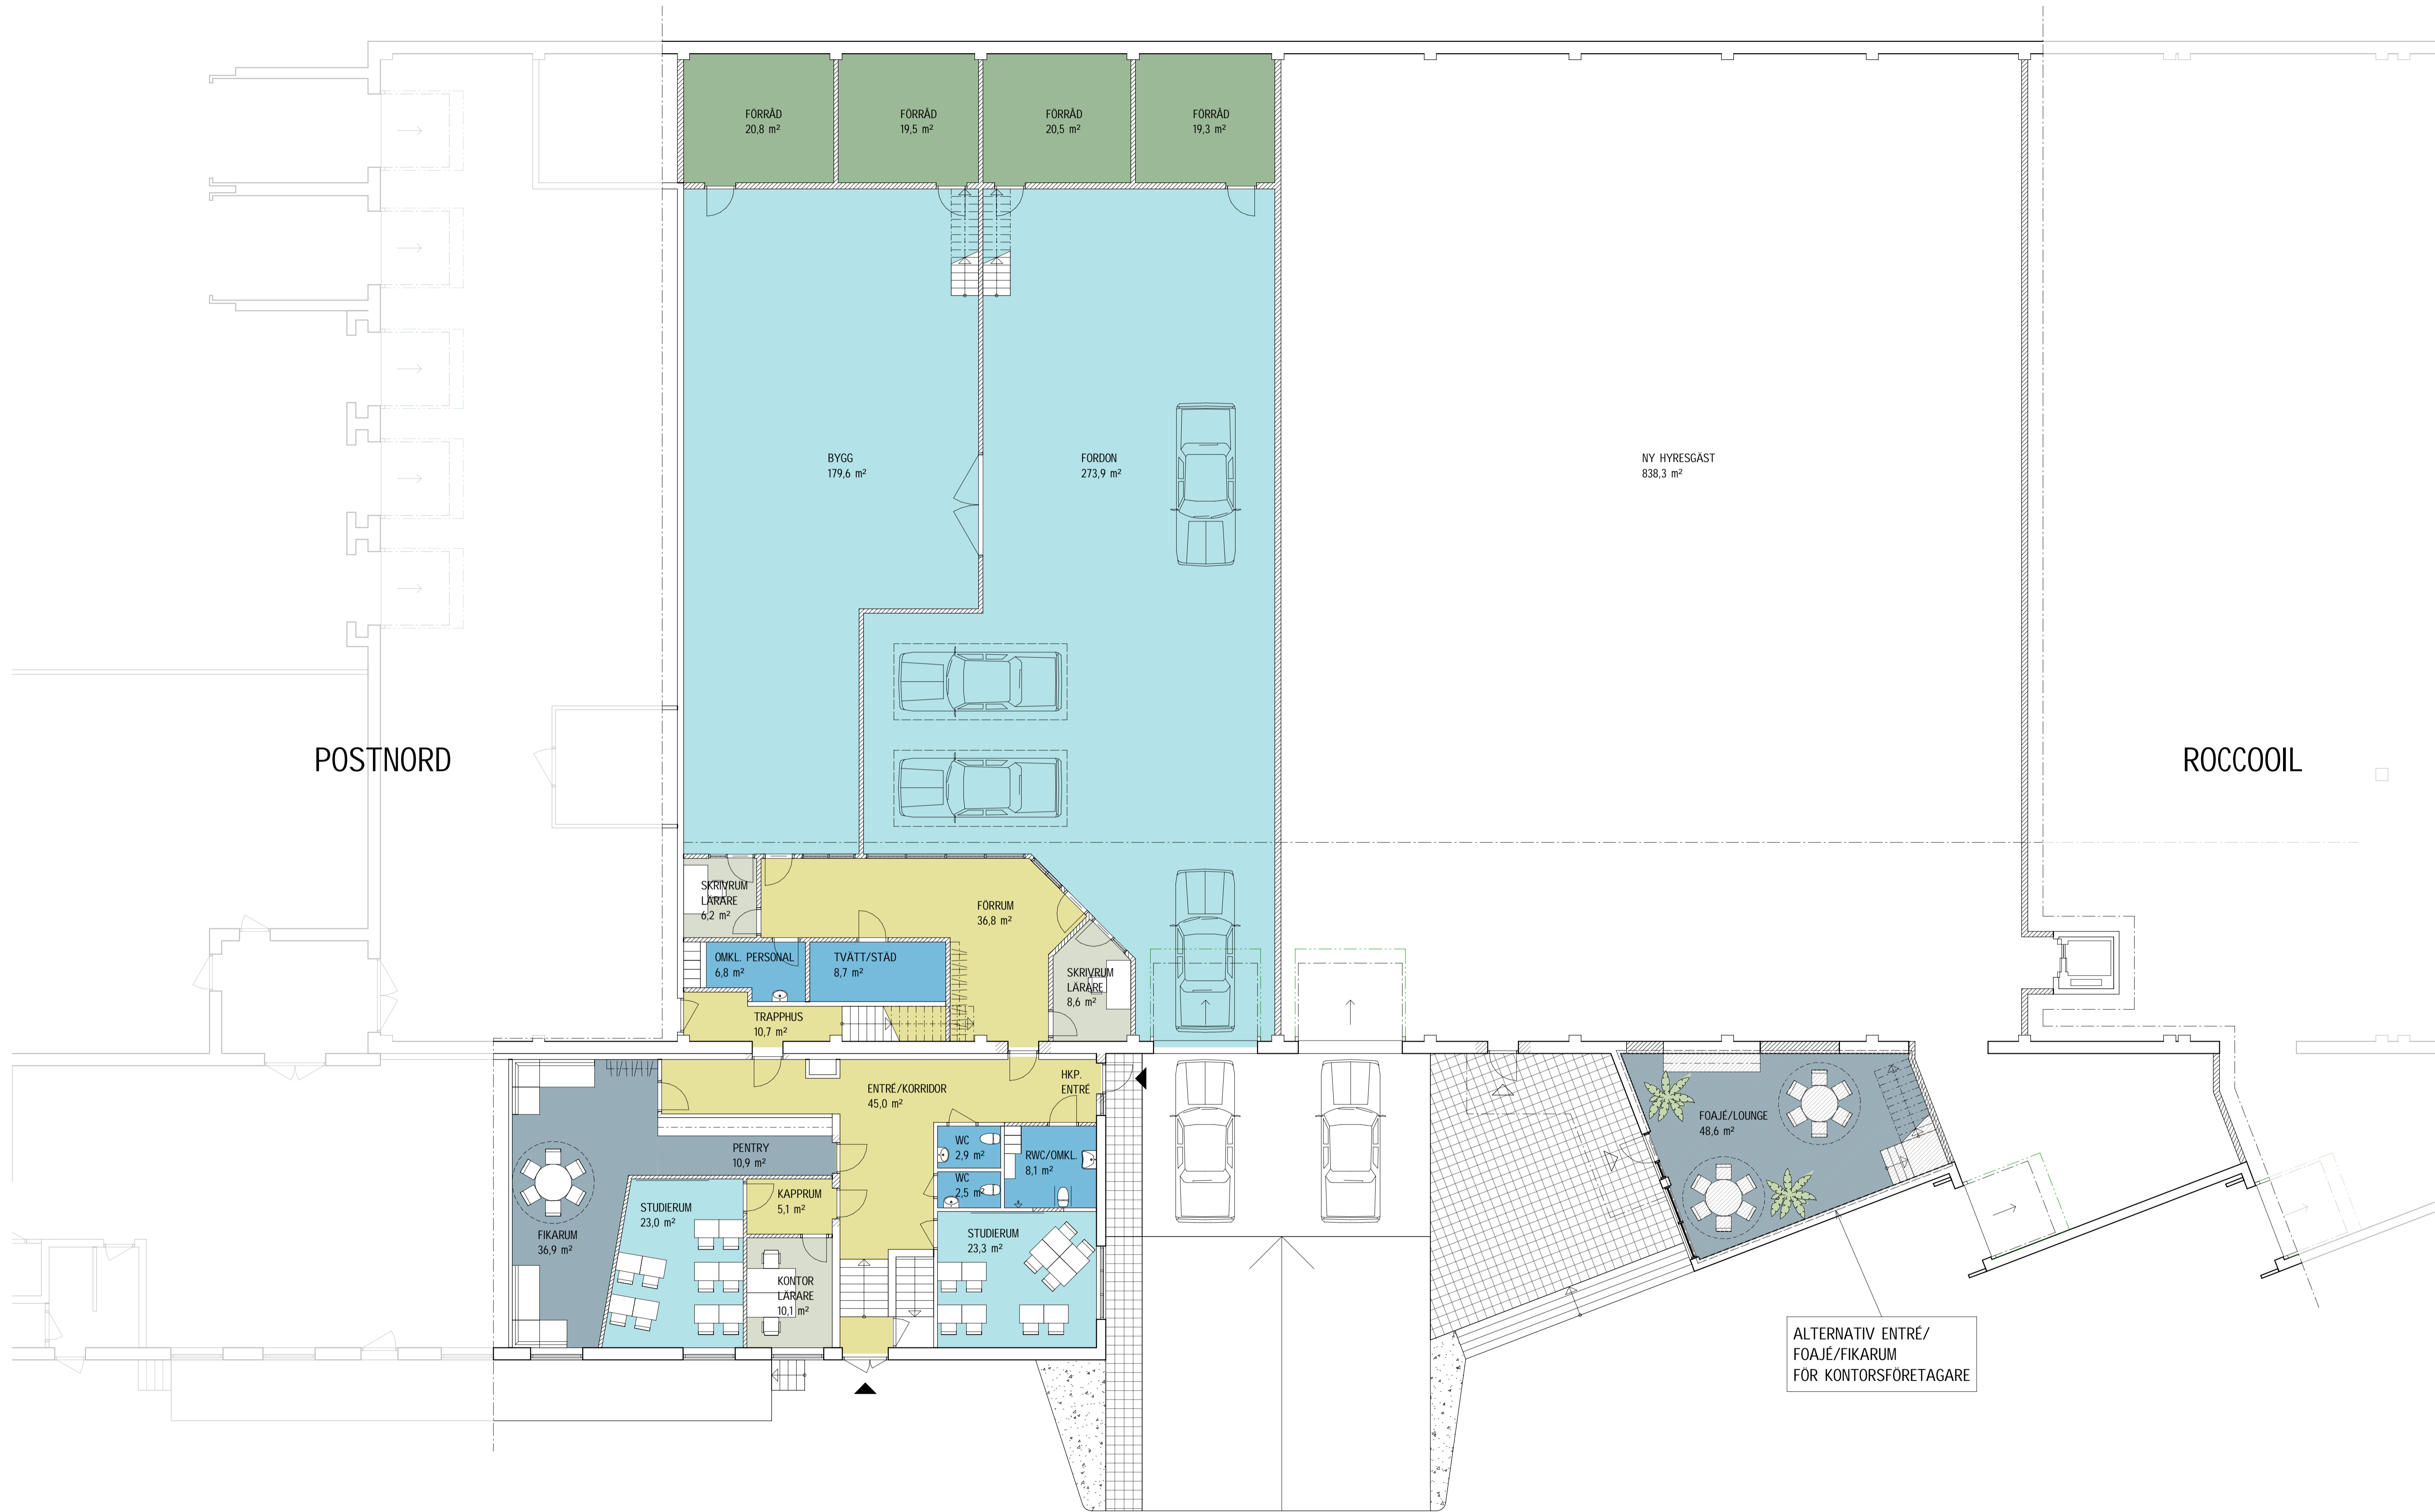 FÖRRÅD
20,8 m²
FÖRRÅD
19,5 m²
FÖRRÅD
20,5 m²
FÖRRÅD
19,3 m²
BYGG
179,6 m²
FORDON
273,9 m²
NY HYRESGÄST
838,3 m²
POSTNORD
ROCCOOIL
SKRIVRUM
LÄRARE
6,2 m²
FÖRRUM
36,8 m²
OMKL. PERSONAL
6,8 m²
TVÄTT/STÄD
8,7 m²
SKRIVRUM
LÄRARE
8,6 m²
TRAPPHUS
10,7 m²
ENTRÉ/KORRIDOR
45,0 m²
HKP.
ENTRÉ
FOAJÉ/LOUNGE
48,6 m²
PENTRY
10,9 m²
WC
2,9 m²
RWC/OMKL.
8,1 m²
WC
2,5 m²
KAPPRUM
5,1 m²
STUDIERUM
23,0 m²
FIKARUM
36,9 m²
STUDIERUM
23,3 m²
KONTOR
LÄRARE
10,1 m²
ALTERNATIV ENTRÉ/
FOAJÉ/FIKARUM
FÖR KONTORSFÖRETAGARE